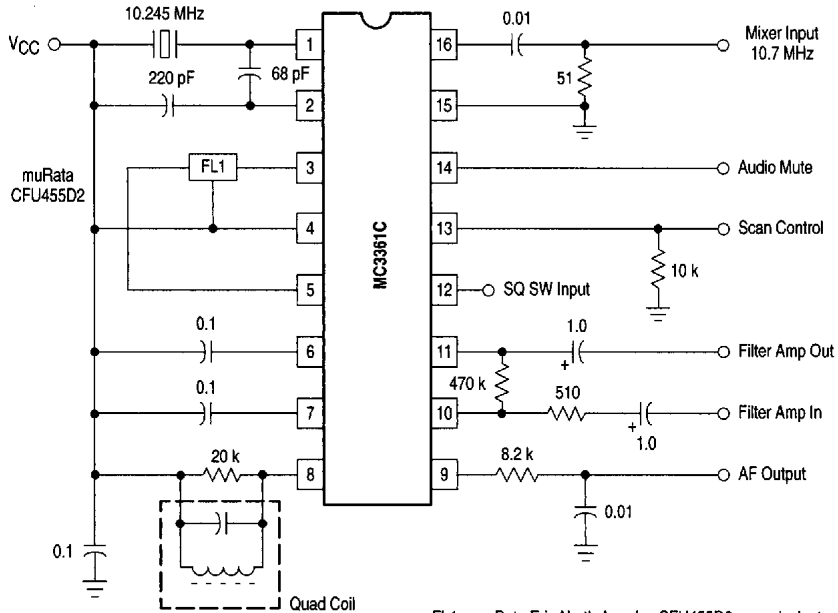 10.245 MHz
VCC
220 pF
68 pF
muRata
CFU455D2
FL1
0.1
0.1
20 k
0.1
Quad Coil
1
2
3
4
5
6
7
8
MC3361C
16
15
14
13
12
11
10
9
0.01
Mixer Input
10.7 MHz
51
Audio Mute
Scan Control
10 k
SQ SW Input
1.0
+
Filter Amp Out
470 k
510
Filter Amp In
+
1.0
8.2 k
AF Output
0.01